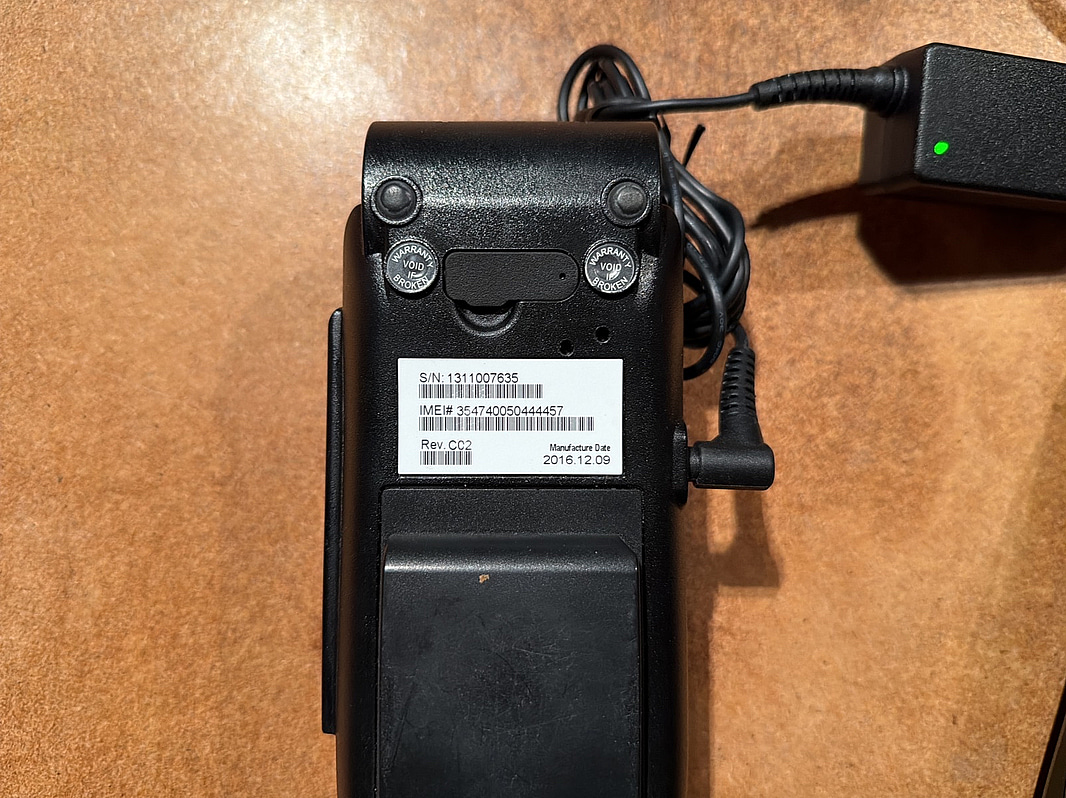 WARRANTY
VOID
IF
BROKEN
WARRANTY
VOID
IF
BROKEN
S/N: 1311007635
IMEI# 354740050444457
Rev. C02
Manufacture Date
2016.12.09